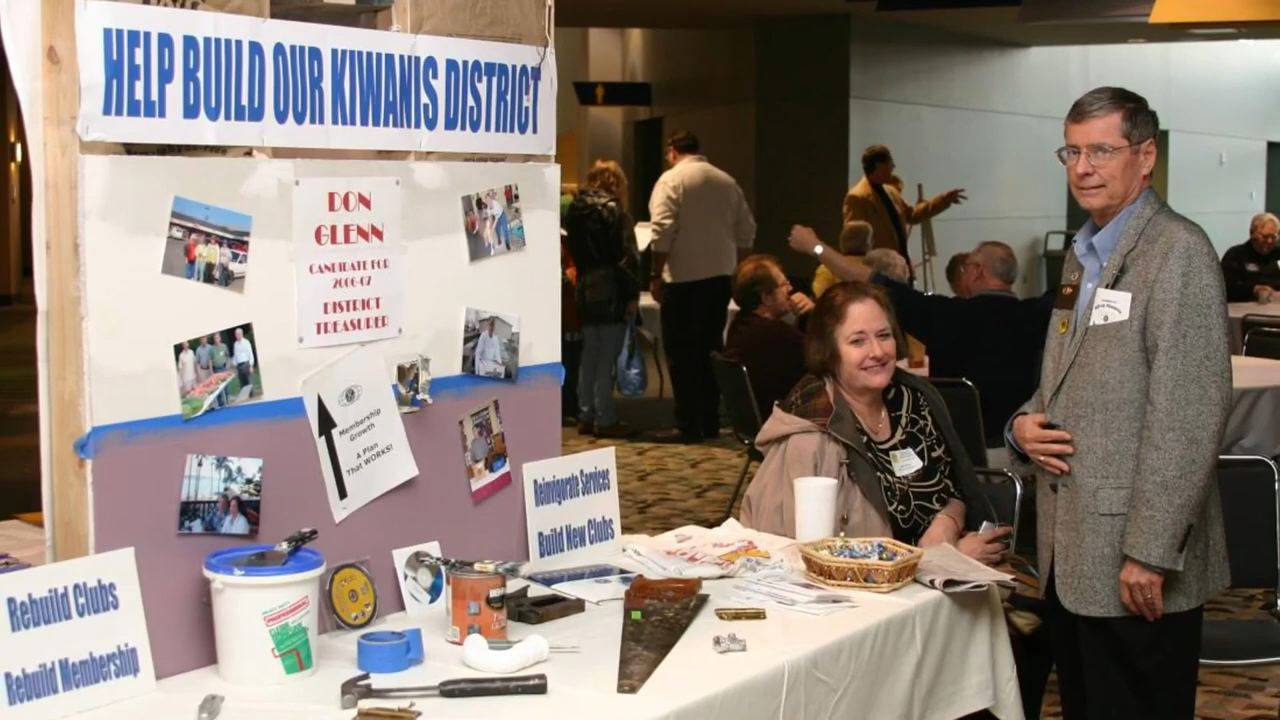 HELP BUILD OUR KIWANIS DISTRICT
DON
GLENN
CANDIDATE FOR
2006-07
DISTRICT
TREASURER
Membership
Growth
A Plan
That WORKS!
Reinvigorate Services
Build New Clubs
Rebuild Clubs
Rebuild Membership